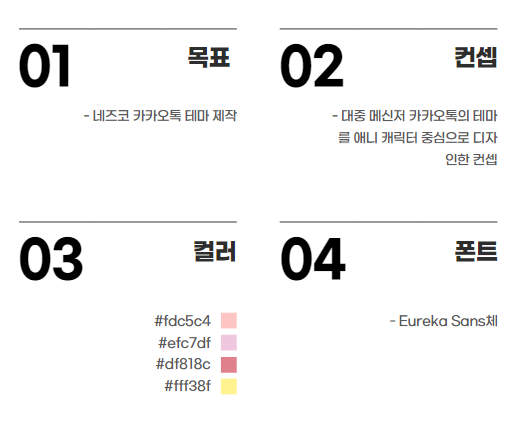 01
목표
- 네즈코 카카오톡 테마 제작
02
컨셉
- 대중 메신저 카카오톡의 테마
를 애니 캐릭터 중심으로 디자
인한 컨셉
03
컬러
#fdc5c4
#efc7df
#df818c
#fff38f
04
폰트
- Eureka Sans체